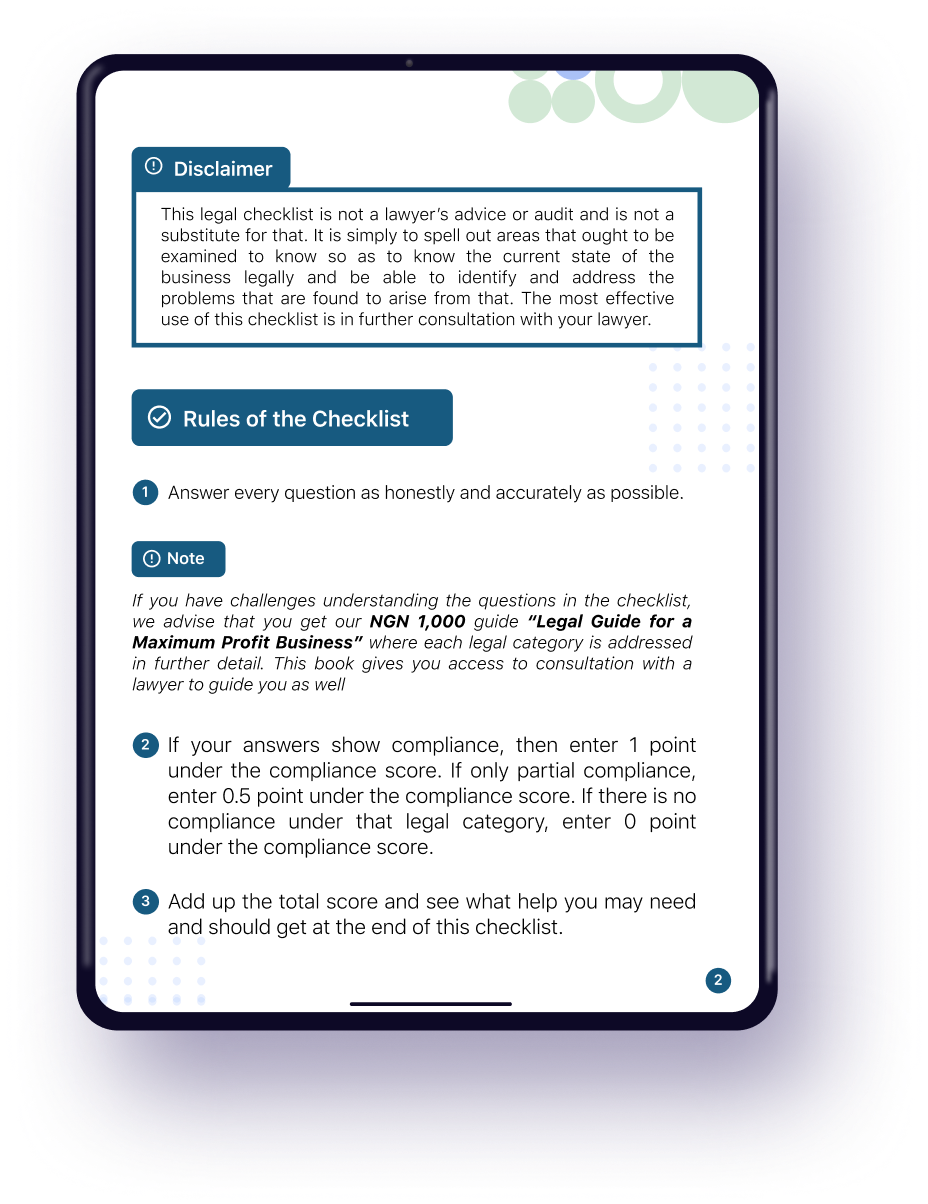 Disclaimer
This legal checklist is not a lawyer’s advice or audit and is not a
substitute for that. It is simply to spell out areas that ought to be
examined to know so as to know the current state of the
business legally and be able to identify and address the
problems that are found to arise from that. The most effective
use of this checklist is in further consultation with your lawyer.
Rules of the Checklist
1 Answer every question as honestly and accurately as possible.
Note
If you have challenges understanding the questions in the checklist,
we advise that you get our NGN 1,000 guide “Legal Guide for a
Maximum Profit Business” where each legal category is addressed
in further detail. This book gives you access to consultation with a
lawyer to guide you as well
2 If your answers show compliance, then enter 1 point
under the compliance score. If only partial compliance,
enter 0.5 point under the compliance score. If there is no
compliance under that legal category, enter 0 point
under the compliance score.
3 Add up the total score and see what help you may need
and should get at the end of this checklist.
2